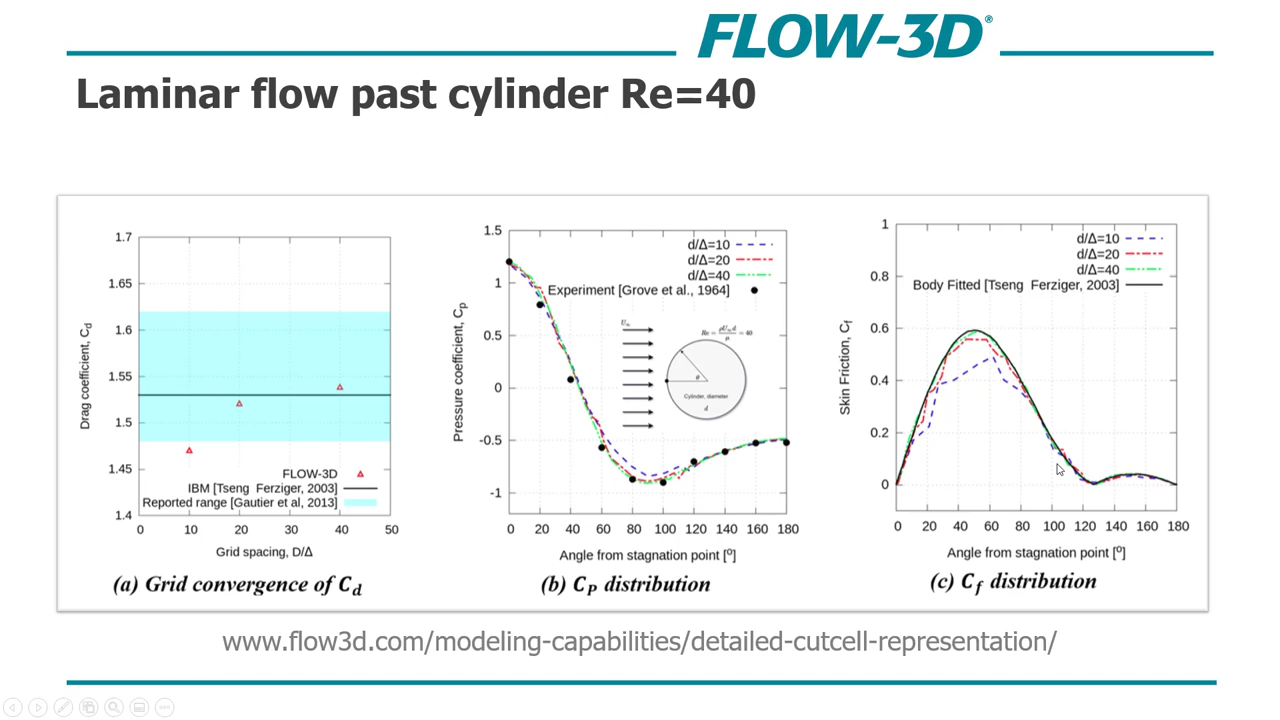 FLOW-3D®
Laminar flow past cylinder Re=40
1.7
1.65
1.6
1.55
1.5
1.45
1.4
Drag coefficient, Cd
FLOW-3D
IBM [Tseng Ferziger, 2003]
Reported range [Gautier et al, 2013]
0 10 20 30 40 50
Grid spacing, D/Δ
(a) Grid convergence of Cd
1.5
1
0.5
0
-0.5
-1
Pressure coefficient, Cp
d/Δ=10
d/Δ=20
d/Δ=40
Experiment [Grove et al., 1964]
U∞
Re = ρU∞d/μ = 40
θ
Cylinder, diameter
d
0 20 40 60 80 100 120 140 160 180
Angle from stagnation point [º]
(b) CP distribution
1
0.8
0.6
0.4
0.2
0
Skin Friction, Cf
d/Δ=10
d/Δ=20
d/Δ=40
Body Fitted [Tseng Ferziger, 2003]
0 20 40 60 80 100 120 140 160 180
Angle from stagnation point [º]
(c) Cf distribution
www.flow3d.com/modeling-capabilities/detailed-cutcell-representation/